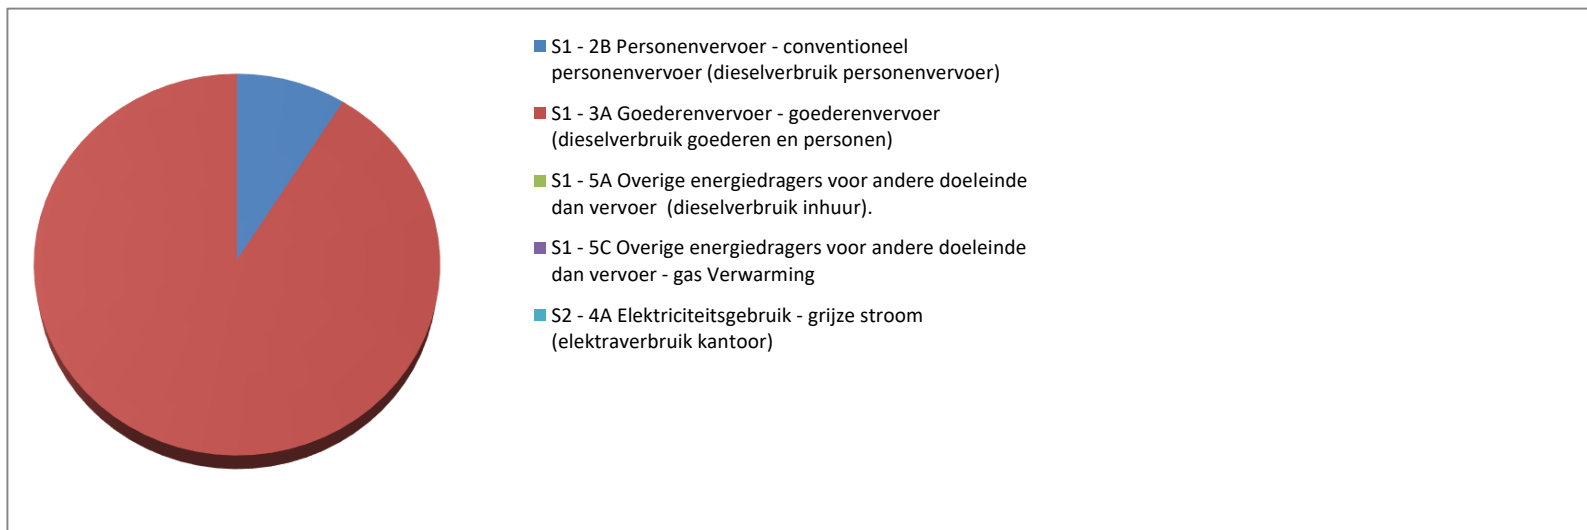 S1 - 2B Personenvervoer - conventioneel
personenvervoer (dieselverbruik personenvervoer)
S1 - 3A Goederenvervoer - goederenvervoer
(dieselverbruik goederen en personen)
S1 - 5A Overige energiedragers voor andere doeleinde
dan vervoer  (dieselverbruik inhuur).
S1 - 5C Overige energiedragers voor andere doeleinde
dan vervoer - gas Verwarming
S2 - 4A Elektriciteitsgebruik - grijze stroom
(elektraverbruik kantoor)